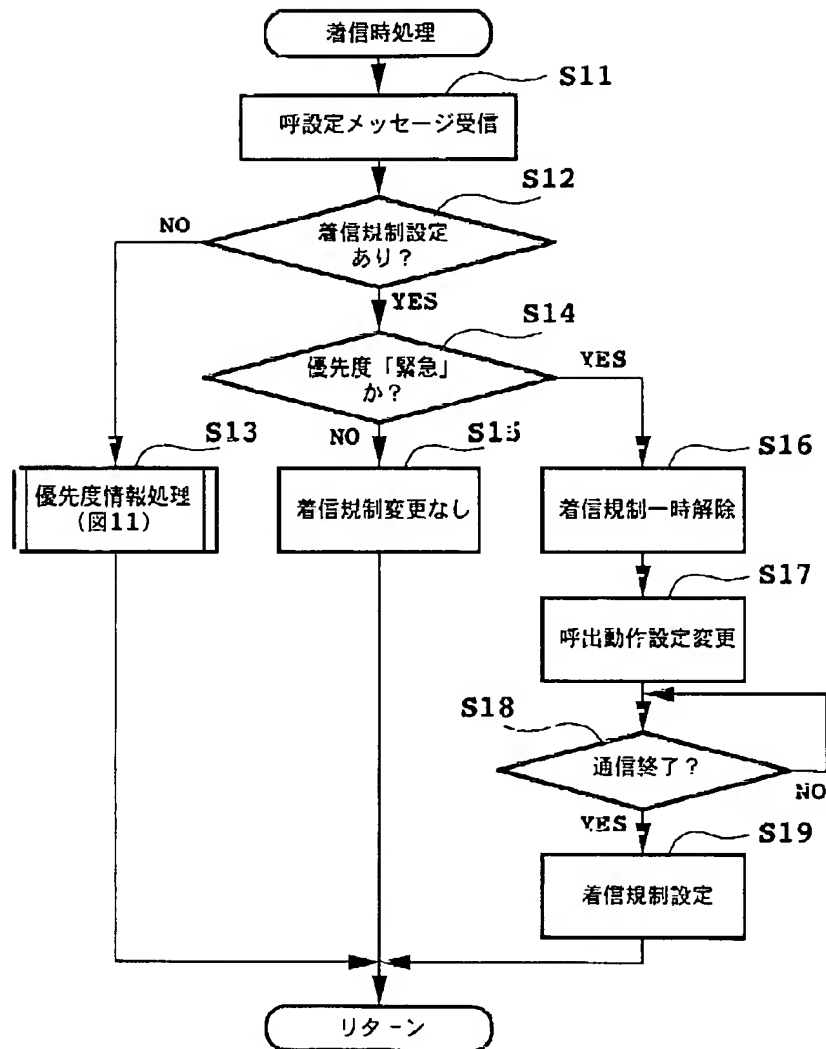 着信時処理
S11
呼設定メッセージ受信
S12
NO
着信規制設定
あり?
YES
S14
優先度「緊急」
か?
YES
NO
S13
S15
S16
優先度情報処理
(図11)
着信規制変更なし
着信規制一時解除
S17
呼出動作設定変更
S18
通信終了?
NO
YES
S19
着信規制設定
リターン